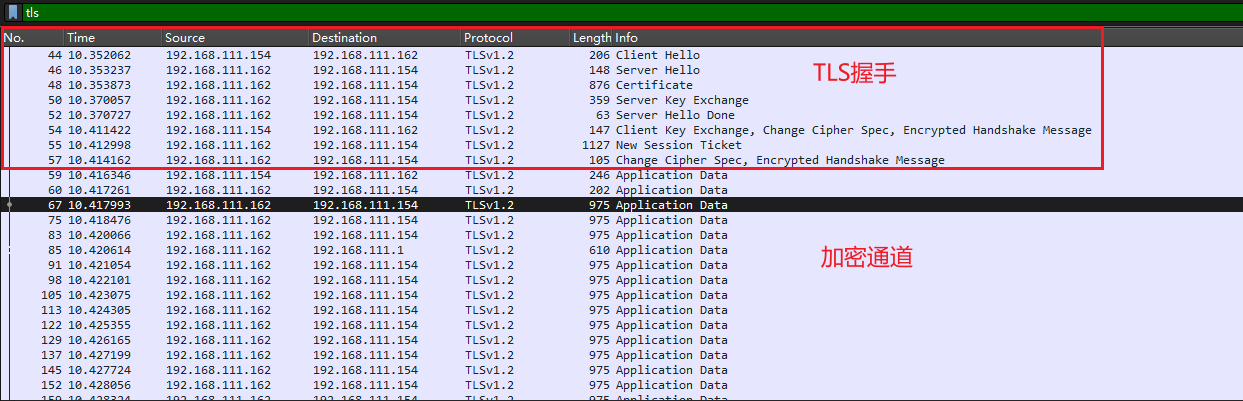 tls
No. Time Source Destination Protocol Length Info
44 10.352062 192.168.111.154 192.168.111.162 TLSv1.2 206 Client Hello
46 10.353237 192.168.111.162 192.168.111.154 TLSv1.2 148 Server Hello
TLS握手
48 10.353873 192.168.111.162 192.168.111.154 TLSv1.2 876 Certificate
50 10.370057 192.168.111.162 192.168.111.154 TLSv1.2 359 Server Key Exchange
52 10.370727 192.168.111.162 192.168.111.154 TLSv1.2 63 Server Hello Done
54 10.411422 192.168.111.154 192.168.111.162 TLSv1.2 147 Client Key Exchange, Change Cipher Spec, Encrypted Handshake Message
55 10.412998 192.168.111.162 192.168.111.154 TLSv1.2 1127 New Session Ticket
57 10.414162 192.168.111.162 192.168.111.154 TLSv1.2 105 Change Cipher Spec, Encrypted Handshake Message
59 10.416346 192.168.111.154 192.168.111.162 TLSv1.2 246 Application Data
60 10.417261 192.168.111.162 192.168.111.154 TLSv1.2 202 Application Data
67 10.417993 192.168.111.162 192.168.111.154 TLSv1.2 975 Application Data
75 10.418476 192.168.111.162 192.168.111.154 TLSv1.2 975 Application Data
83 10.420066 192.168.111.162 192.168.111.154 TLSv1.2 975 Application Data
85 10.420614 192.168.111.162 192.168.111.1 TLSv1.2 610 Application Data
加密通道
91 10.421054 192.168.111.162 192.168.111.154 TLSv1.2 975 Application Data
98 10.422101 192.168.111.162 192.168.111.154 TLSv1.2 975 Application Data
105 10.423075 192.168.111.162 192.168.111.154 TLSv1.2 975 Application Data
113 10.424305 192.168.111.162 192.168.111.154 TLSv1.2 975 Application Data
122 10.425355 192.168.111.162 192.168.111.154 TLSv1.2 975 Application Data
129 10.426165 192.168.111.162 192.168.111.154 TLSv1.2 975 Application Data
137 10.427199 192.168.111.162 192.168.111.154 TLSv1.2 975 Application Data
145 10.427724 192.168.111.162 192.168.111.154 TLSv1.2 975 Application Data
152 10.428056 192.168.111.162 192.168.111.154 TLSv1.2 975 Application Data
159 10.428324 192.168.111.162 192.168.111.154 TLSv1.2 975 Application Data